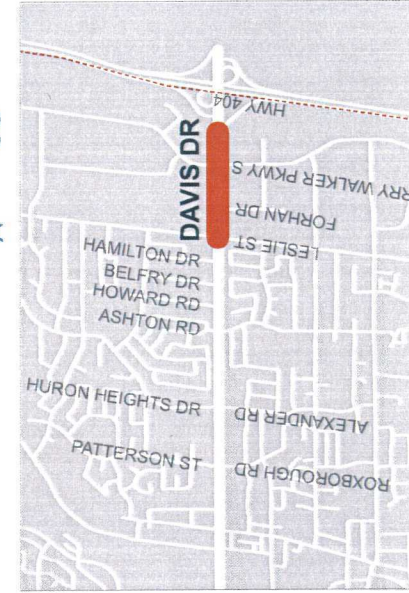 HWY 404
DAVIS DR
RRY WALKER PKWY S
FORHAN DR
LESLIE ST
HAMILTON DR
BELFRY DR
HOWARD RD
ASHTON RD
HURON HEIGHTS DR
ALEXANDER RD
PATTERSON ST
ROXBOROUGH RD